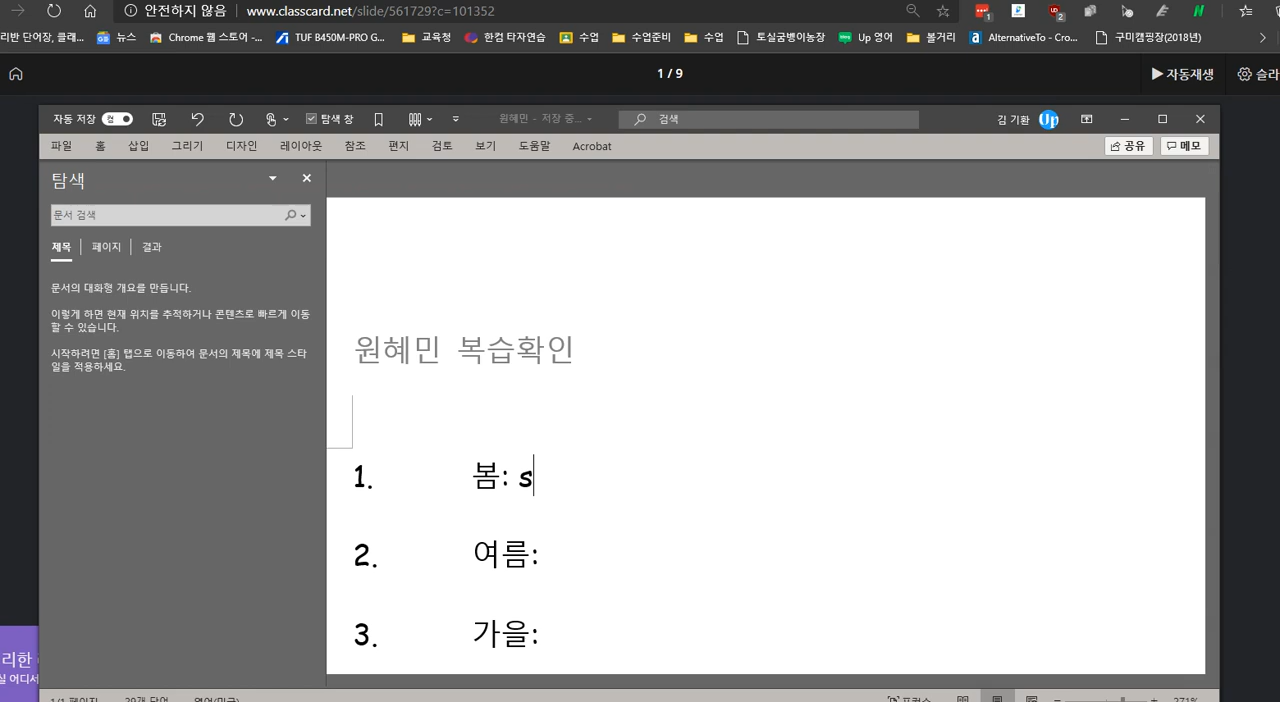 안전하지 않음 www.classcard.net/slide/561729?c=101352
리반 단어장, 클래... 뉴스 Chrome 웹 스토어 -... TUF B450M-PRO G... 교육청 한컴 타자연습 수업 수업준비 수업 토실굼뱅이농장 Up 영어 볼거리 AlternativeTo - Cro... 구미캠핑장(2018년)
1 / 9 자동재생 슬라
자동 저장 탐색 창 원혜민 - 저장 중... 검색 김 기환 Up
파일 홈 삽입 그리기 디자인 레이아웃 참조 편지 검토 보기 도움말 Acrobat 공유 메모
탐색
문서 검색
제목 페이지 결과
문서의 대화형 개요를 만듭니다.
이렇게 하면 현재 위치를 추적하거나 콘텐츠로 빠르게 이동
할 수 있습니다.
시작하려면 [홈] 탭으로 이동하여 문서의 제목에 제목 스타
일을 적용하세요.
원혜민 복습확인
1. 봄: s
2. 여름:
3. 가을:
리한
실 어디서